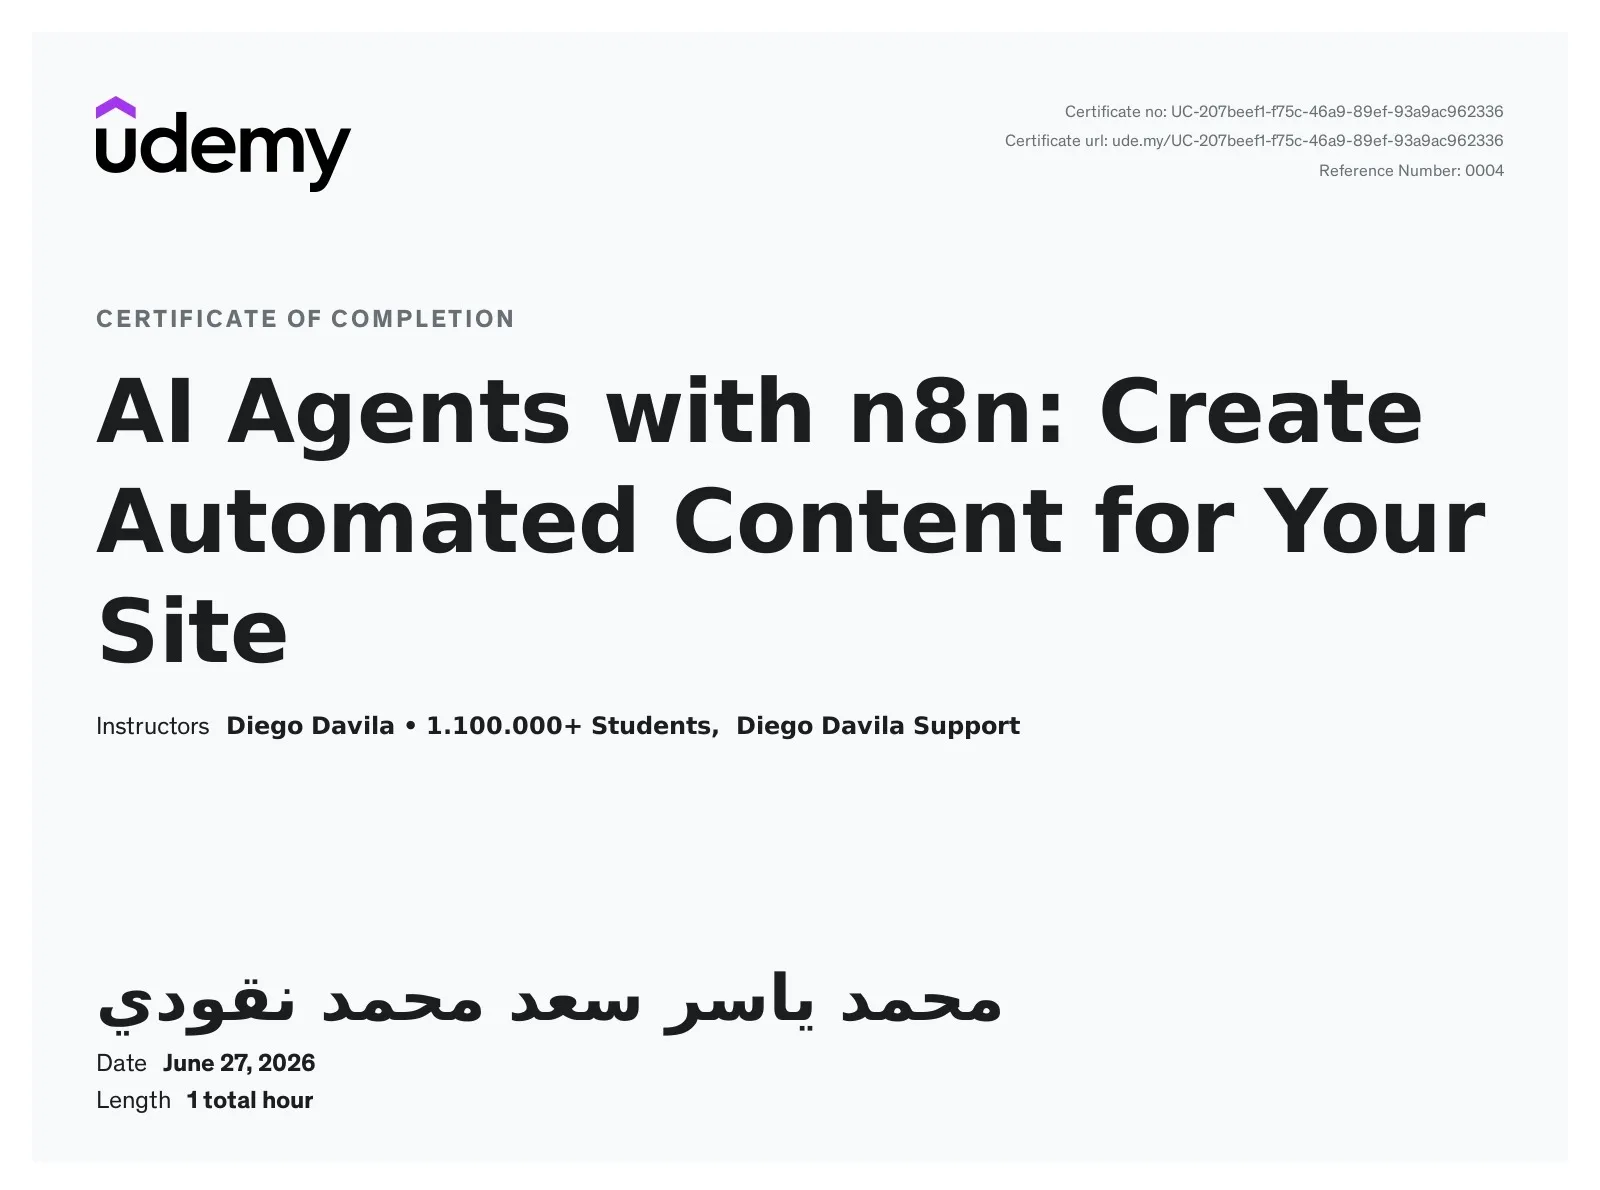 udemy
Certificate no: UC-207beef1-f75c-46a9-89ef-93a9ac962336
Certificate url: ude.my/UC-207beef1-f75c-46a9-89ef-93a9ac962336
Reference Number: 0004
CERTIFICATE OF COMPLETION
AI Agents with n8n: Create
Automated Content for Your
Site
Instructors Diego Davila • 1.100.000+ Students, Diego Davila Support
محمد ياسر سعد محمد نقودي
Date June 27, 2026
Length 1 total hour